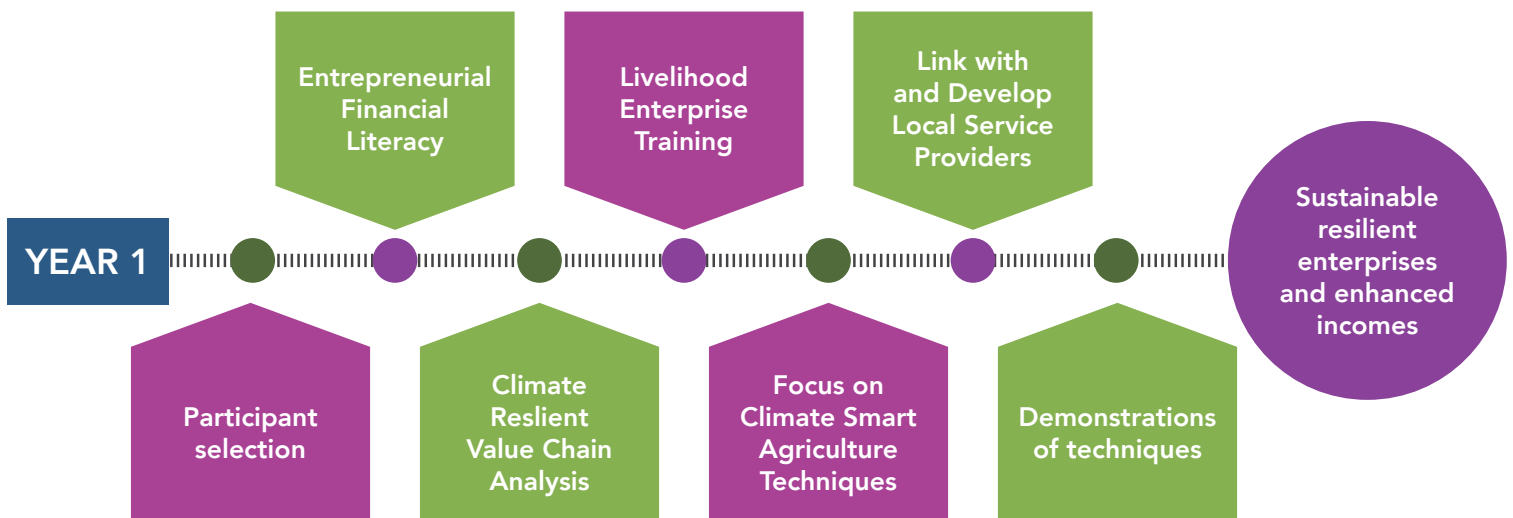 YEAR 1
Participant
selection
Entrepreneurial
Financial
Literacy
Climate
Reslient
Value Chain
Analysis
Livelihood
Enterprise
Training
Focus on
Climate Smart
Agriculture
Techniques
Link with
and Develop
Local Service
Providers
Demonstrations
of techniques
Sustainable
resilient
enterprises
and enhanced
incomes